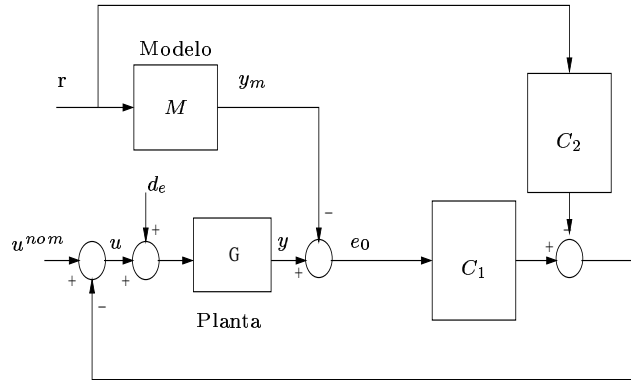 Modelo
r
M
y_m
C_2
d_e
+
-
-
u^{nom}
u
G
y
e_0
+
+
+
+
C_1
-
Planta